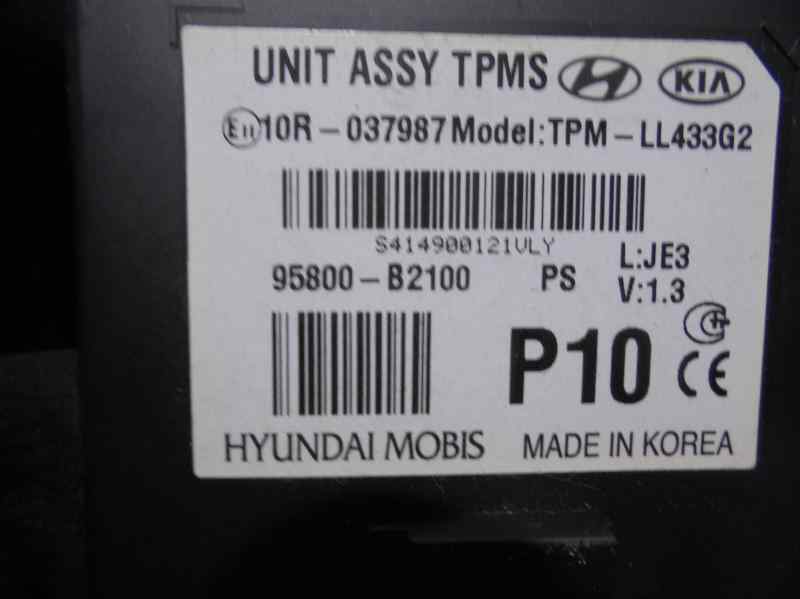 UNIT ASSY TPMS H KIA
E11 10R-037987 Model:TPM-LL433G2
S414900121VLY
95800-B2100 PS L:JE3
V:1.3
P10 CE
HYUNDAI MOBIS MADE IN KOREA